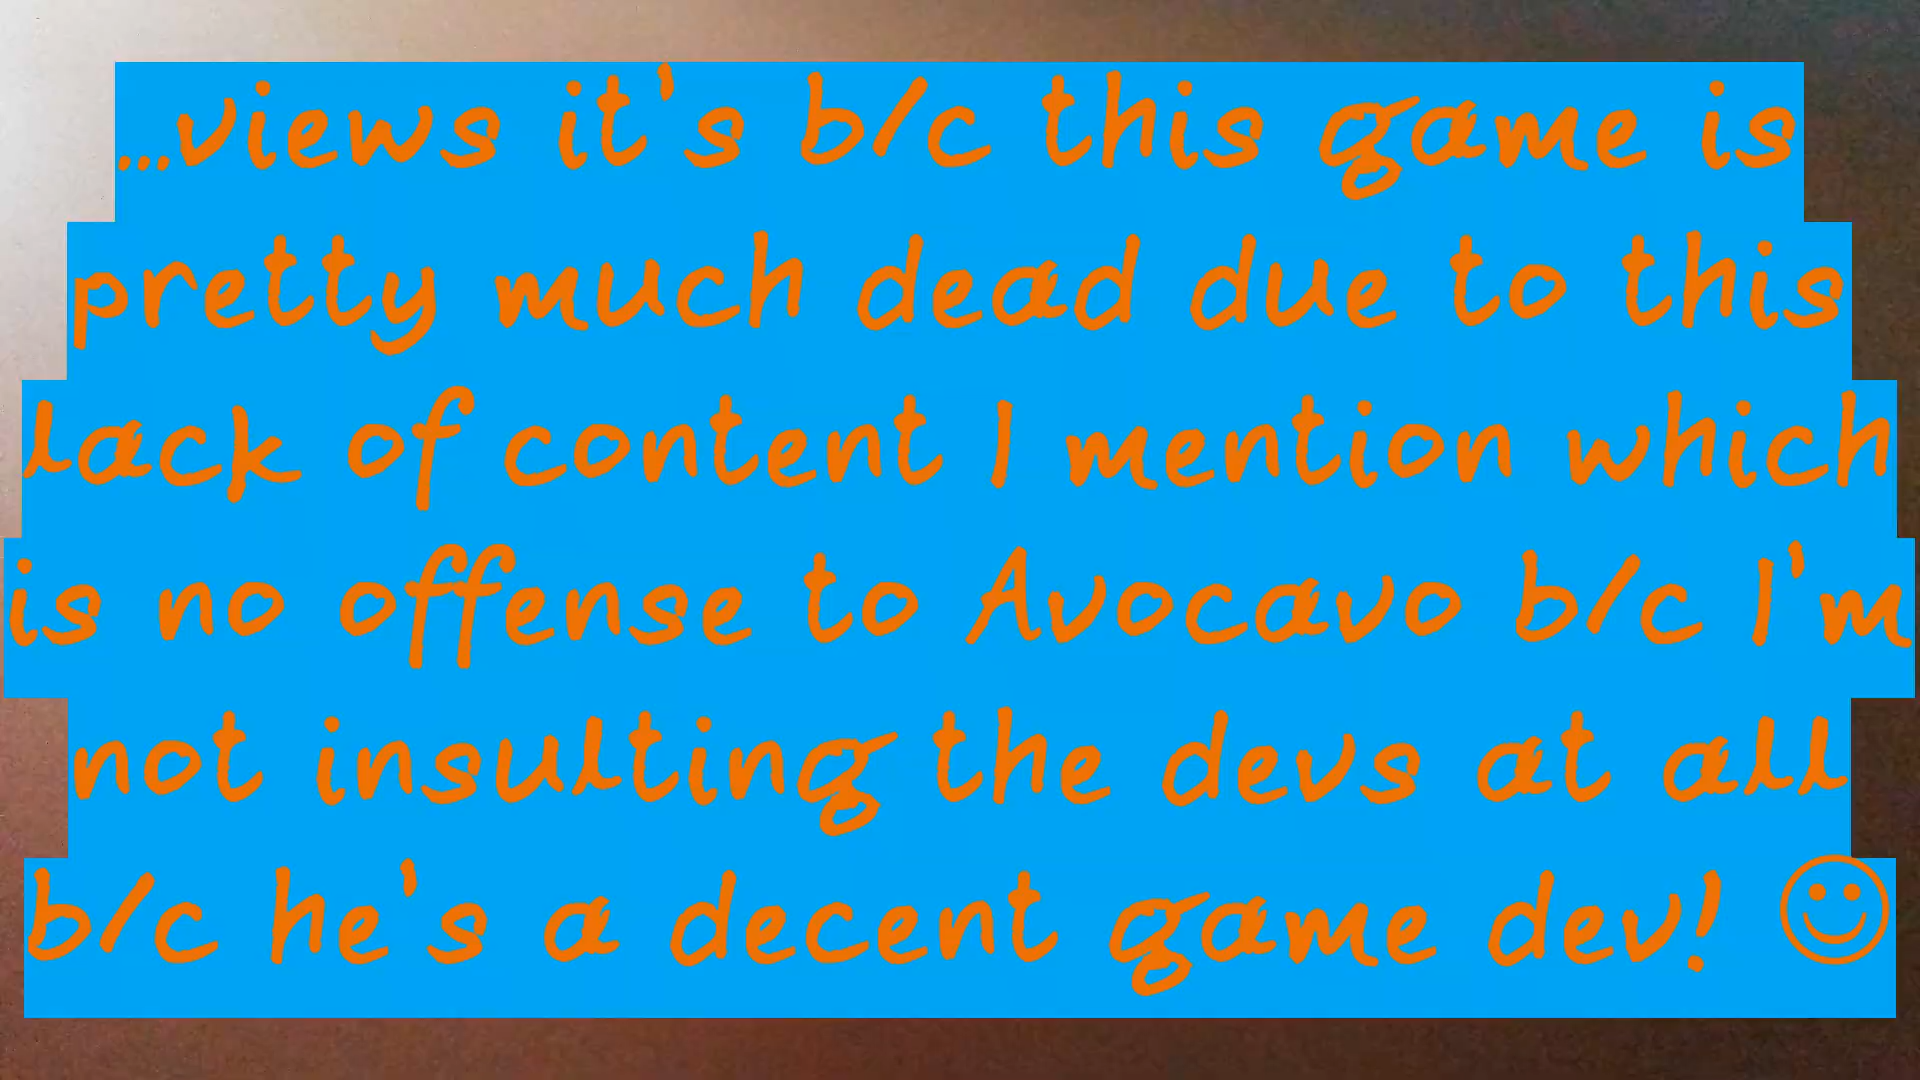 ...views it's b/c this game is
pretty much dead due to this
lack of content I mention which
is no offense to Avocavo b/c I'm
not insulting the devs at all
b/c he's a decent game dev! ☺